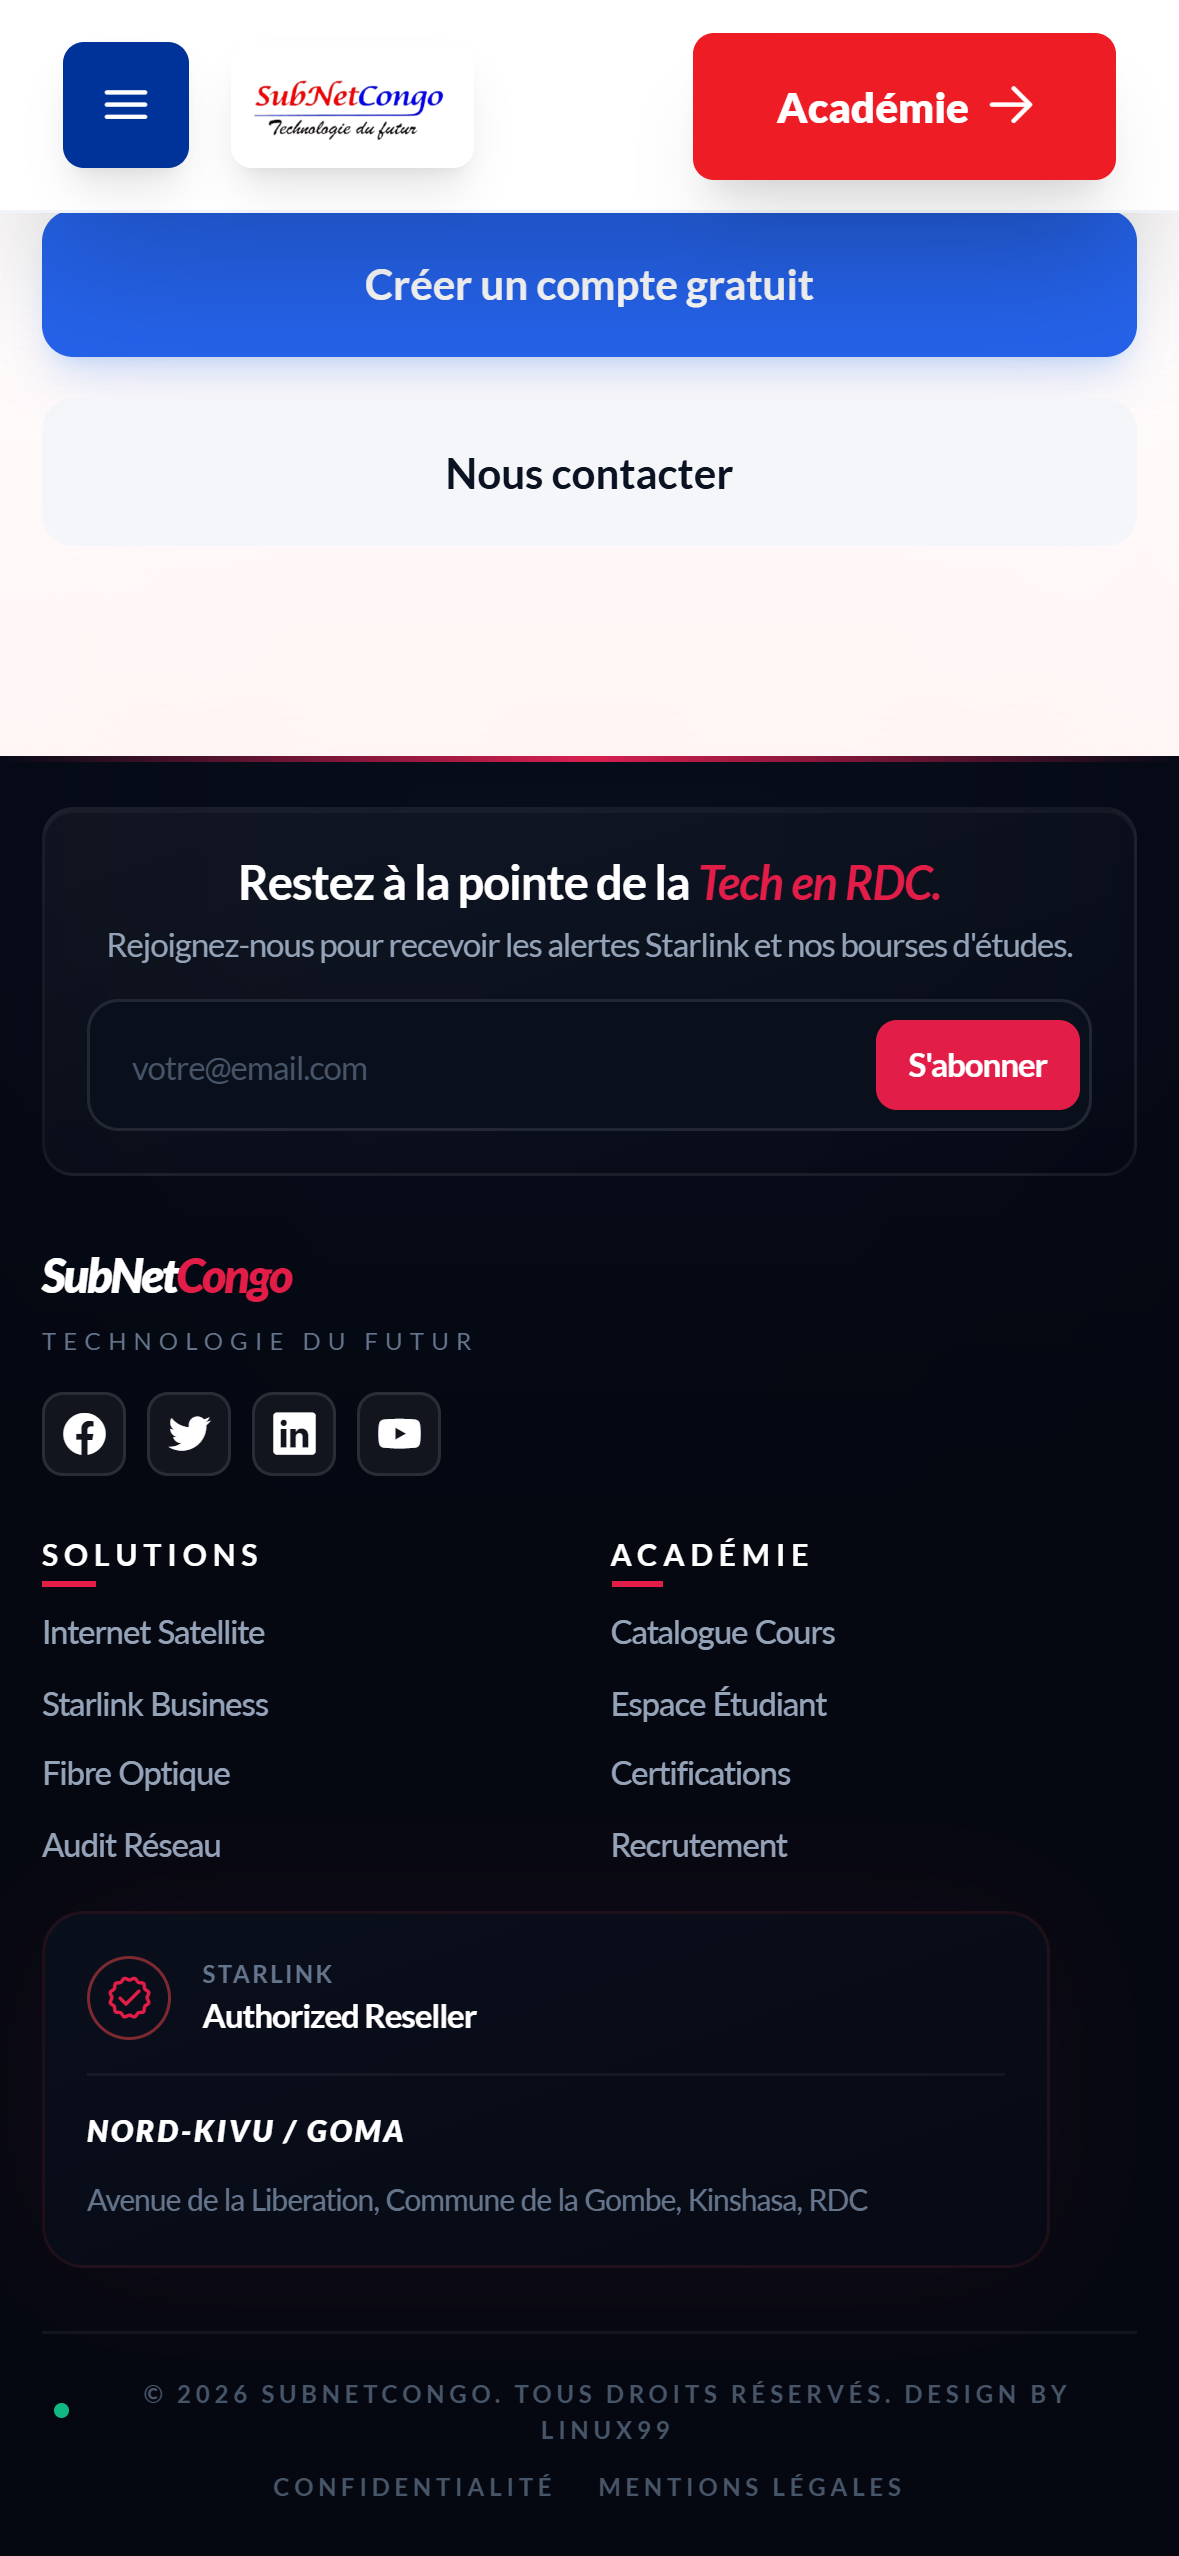 SubNetCongo
Technologie du futur
Académie
Créer un compte gratuit
Nous contacter
Restez à la pointe de la Tech en RDC.
Rejoignez-nous pour recevoir les alertes Starlink et nos bourses d'études.
votre@email.com
S'abonner
SubNetCongo
TECHNOLOGIE DU FUTUR
SOLUTIONS
Internet Satellite
Starlink Business
Fibre Optique
Audit Réseau
ACADÉMIE
Catalogue Cours
Espace Étudiant
Certifications
Recrutement
STARLINK
Authorized Reseller
NORD-KIVU / GOMA
Avenue de la Liberation, Commune de la Gombe, Kinshasa, RDC
© 2026 SUBNETCONGO. TOUS DROITS RÉSERVÉS. DESIGN BY
LINUX99
CONFIDENTIALITÉ MENTIONS LÉGALES